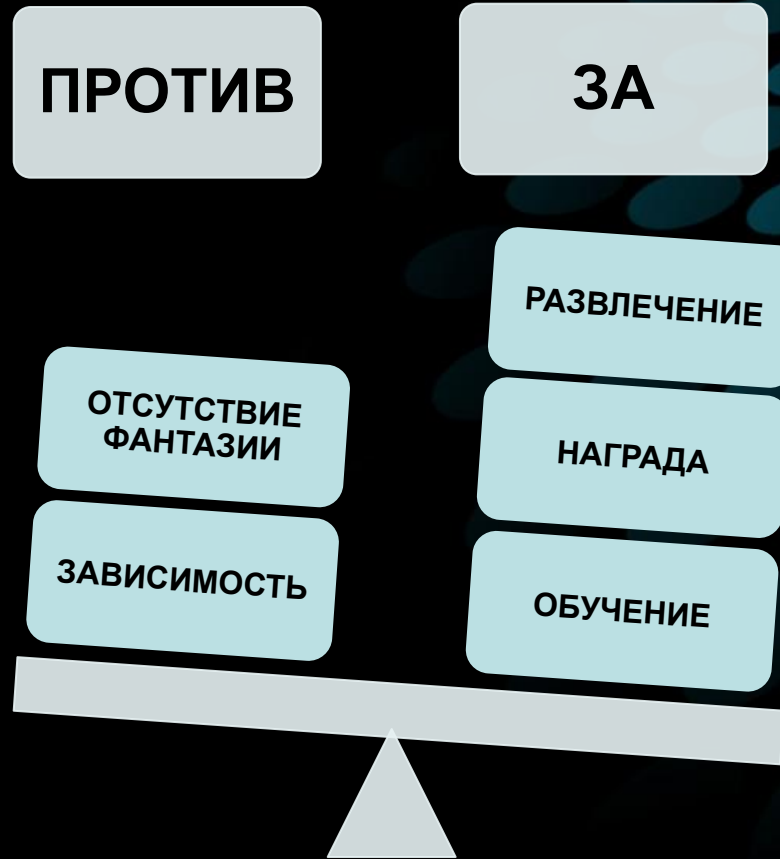 ПРОТИВ
ЗА
ОТСУТСТВИЕ
ФАНТАЗИИ
ЗАВИСИМОСТЬ
РАЗВЛЕЧЕНИЕ
НАГРАДА
ОБУЧЕНИЕ